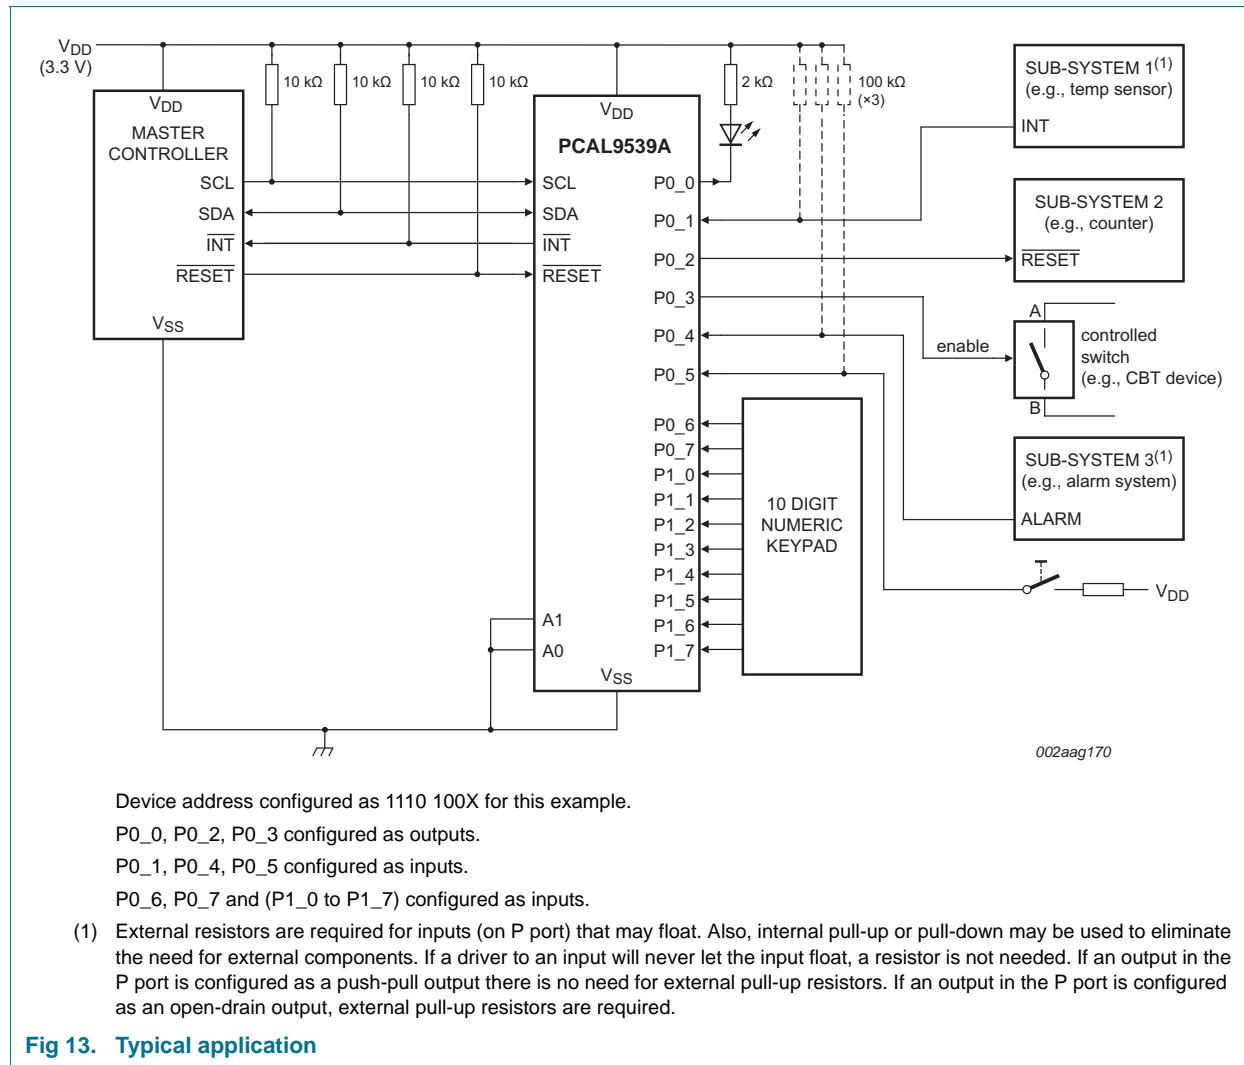 VDD
(3.3 V)
10 kΩ
10 kΩ
10 kΩ
10 kΩ
2 kΩ
100 kΩ
(×3)
VDD
MASTER
CONTROLLER
SCL
SDA
INT
RESET
VSS
VDD
PCAL9539A
SCL
SDA
INT
RESET
A1
A0
VSS
P0_0
P0_1
P0_2
P0_3
P0_4
P0_5
P0_6
P0_7
P1_0
P1_1
P1_2
P1_3
P1_4
P1_5
P1_6
P1_7
10 DIGIT
NUMERIC
KEYPAD
SUB-SYSTEM 1(1)
(e.g., temp sensor)
INT
SUB-SYSTEM 2
(e.g., counter)
RESET
A
enable
controlled
switch
(e.g., CBT device)
B
SUB-SYSTEM 3(1)
(e.g., alarm system)
ALARM
VDD
002aag170
Device address configured as 1110 100X for this example.
P0_0, P0_2, P0_3 configured as outputs.
P0_1, P0_4, P0_5 configured as inputs.
P0_6, P0_7 and (P1_0 to P1_7) configured as inputs.
(1) External resistors are required for inputs (on P port) that may float. Also, internal pull-up or pull-down may be used to eliminate
the need for external components. If a driver to an input will never let the input float, a resistor is not needed. If an output in the
P port is configured as a push-pull output there is no need for external pull-up resistors. If an output in the P port is configured
as an open-drain output, external pull-up resistors are required.
Fig 13. Typical application